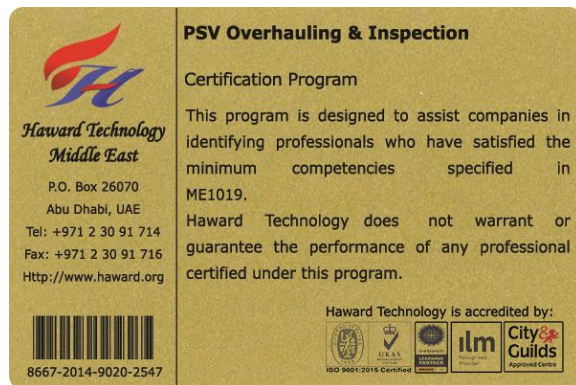 Haward Technology
Middle East
P.O. Box 26070
Abu Dhabi, UAE
Tel: +971 2 30 91 714
Fax: +971 2 30 91 716
Http://www.haward.org
8667-2014-9020-2547
PSV Overhauling & Inspection
Certification Program
This program is designed to assist companies in
identifying professionals who have satisfied the
minimum competencies specified in
ME1019.
Haward Technology does not warrant or
guarantee the performance of any professional
certified under this program.
Haward Technology is accredited by:
UKAS
ISO 9001:2015 Certified
ilm
City&
Guilds
Approved Centre